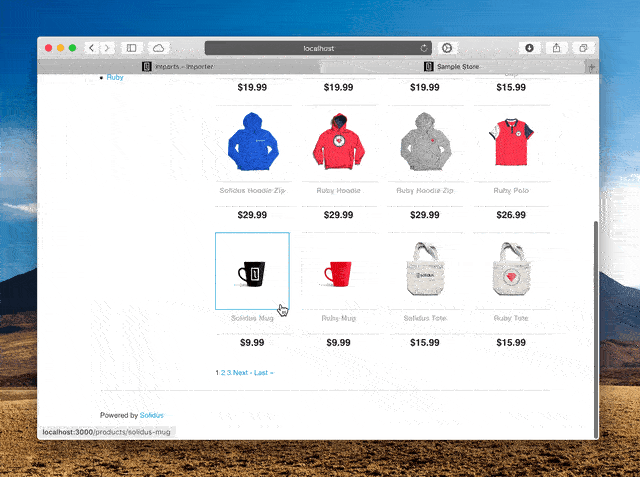 localhost
Imports - Importer
Sample Store
Ruby
Cup
$19.99 $19.99 $19.99 $15.99
Solidus Hoodie Zip Ruby Hoodie Ruby Hoodie Zip Ruby Polo
$29.99 $29.99 $29.99 $26.99
Solidus Mug Ruby Mug Solidus Tote Ruby Tote
$9.99 $9.99 $15.99 $15.99
1 2 3 Next › Last »
Powered by Solidus
localhost:3000/products/solidus-mug